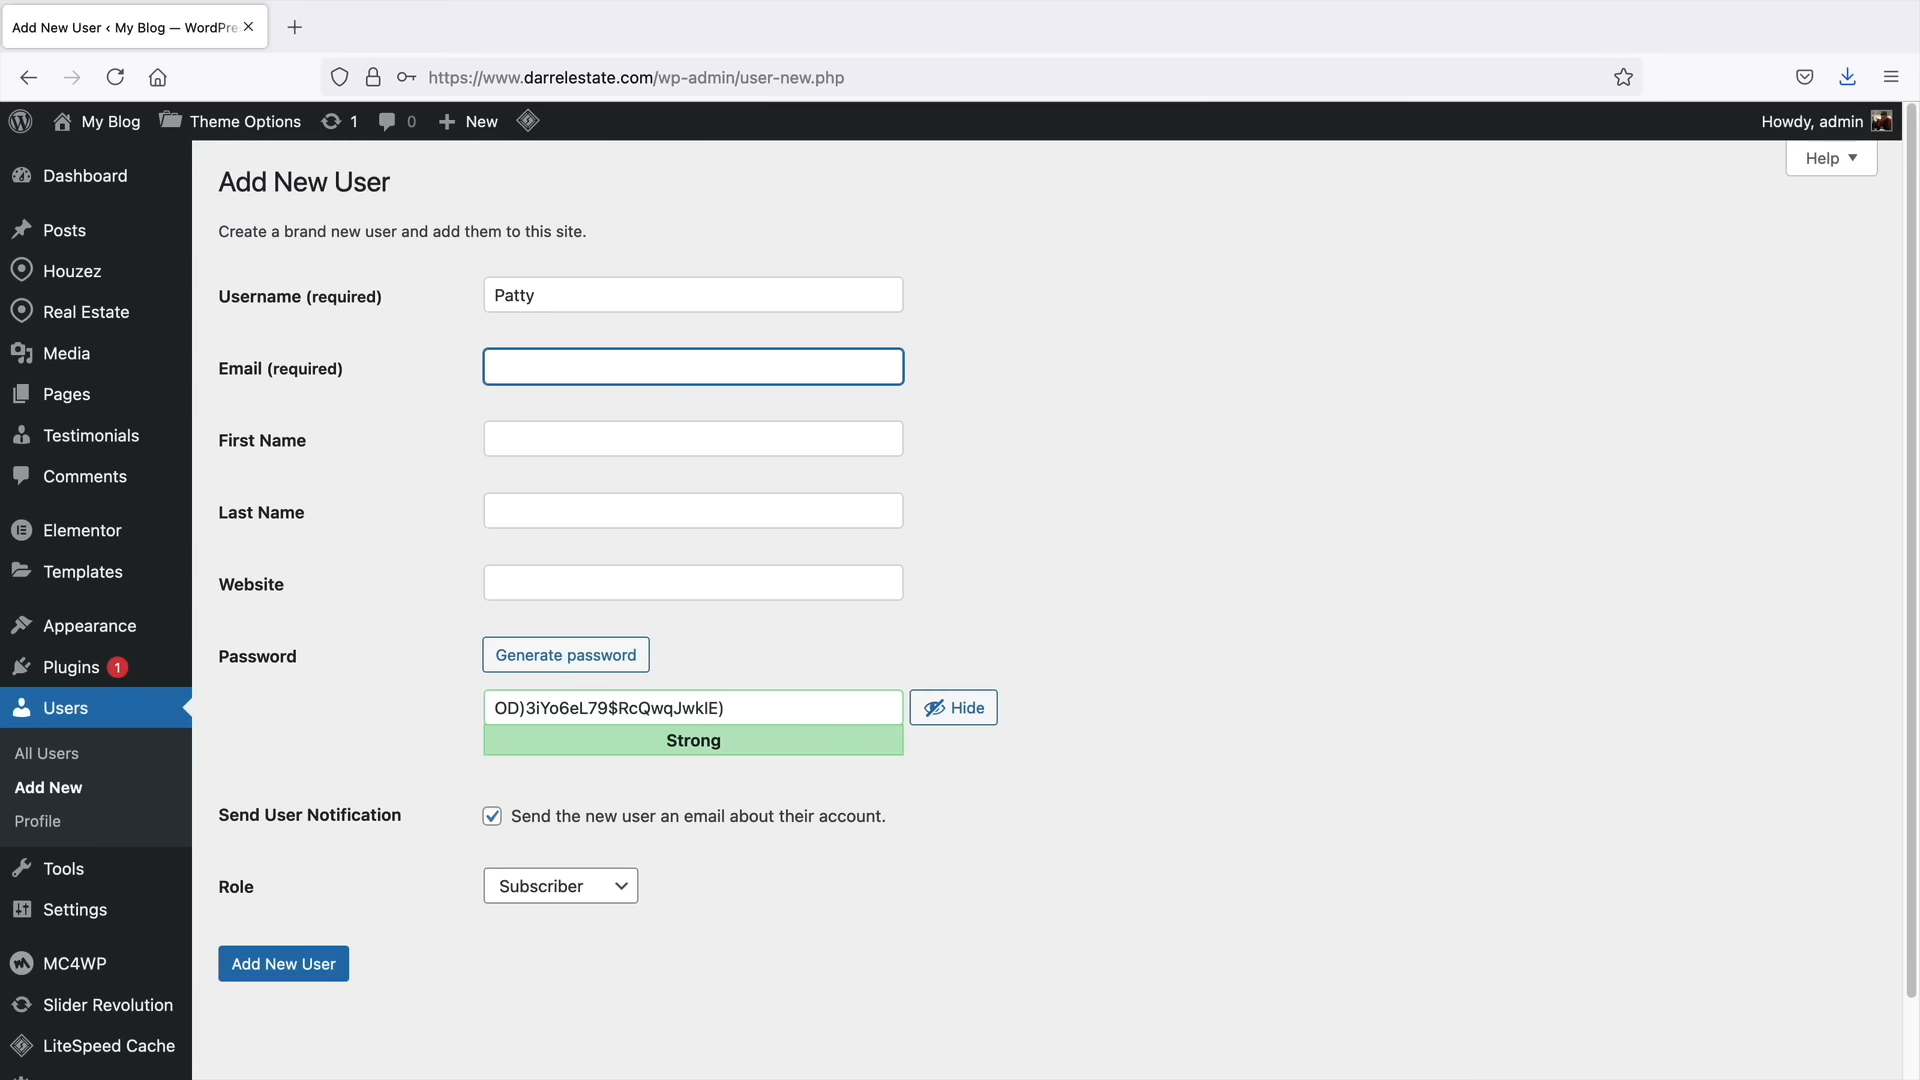 Add New User ‹ My Blog — WordPre
https://www.darrelestate.com/wp-admin/user-new.php
My Blog
Theme Options
1
0
New
Howdy, admin
Help
Dashboard
Posts
Houzez
Real Estate
Media
Pages
Testimonials
Comments
Elementor
Templates
Appearance
Plugins 1
Users
All Users
Add New
Profile
Tools
Settings
MC4WP
Slider Revolution
LiteSpeed Cache
Add New User
Create a brand new user and add them to this site.
Username (required)
Patty
Email (required)
First Name
Last Name
Website
Password
Generate password
OD)3iYo6eL79$RcQwqJwklE)
Hide
Strong
Send User Notification
Send the new user an email about their account.
Role
Subscriber
Add New User